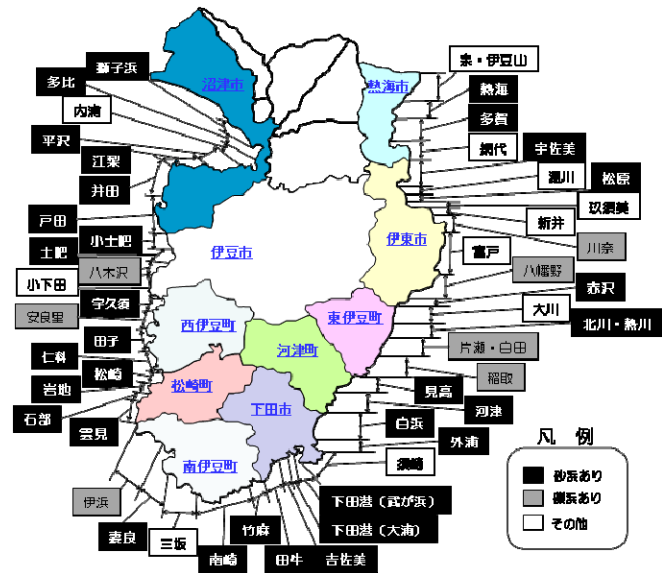 獅子浜
多比
内浦
平沢
江梨
井田
戸田
土肥
小土肥
八木沢
小下田
宇久須
安良里
田子
仁科
松崎
岩地
石部
雲見
伊浜
妻良
三坂
南崎
竹麻
田牛
吉佐美
下田港（大浦）
下田港（武が浜）
須崎
外浦
白浜
河津
見高
稲取
片瀬・白田
北川・熱川
大川
赤沢
八幡野
富戸
川奈
新井
玖須美
松原
湯川
宇佐美
網代
多賀
熱海
泉・伊豆山
沼津市
熱海市
伊東市
伊豆市
西伊豆町
東伊豆町
河津町
松崎町
下田市
南伊豆町
凡 例
砂浜あり
礫浜あり
その他